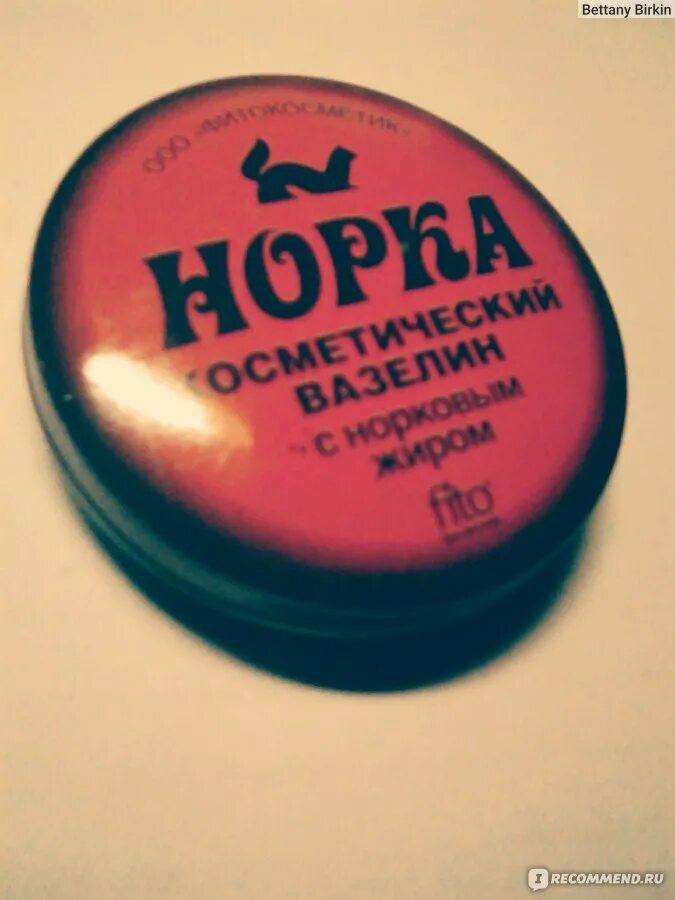 Bettany Birkin
ООО «ФИТОКОСМЕТИК»
НОРКА
КОСМЕТИЧЕСКИЙ
ВАЗЕЛИН
с норковым
жиром
fito
I RECOMMEND.RU